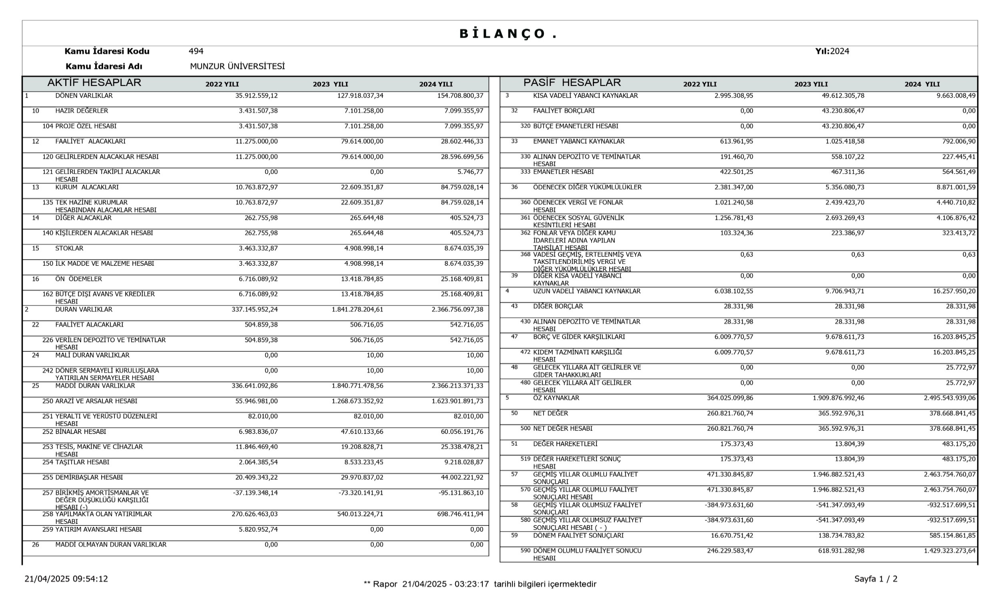 BİLANÇO .
Kamu İdaresi Kodu 494 Yıl:2024
Kamu İdaresi Adı MUNZUR ÜNİVERSİTESİ
AKTİF HESAPLAR 2022 YILI 2023 YILI 2024 YILI
1 DÖNEN VARLIKLAR 35.912.559,12 127.918.037,34 154.708.800,37
10 HAZIR DEĞERLER 3.431.507,38 7.101.258,00 7.099.355,97
104 PROJE ÖZEL HESABI 3.431.507,38 7.101.258,00 7.099.355,97
12 FAALİYET ALACAKLARI 11.275.000,00 79.614.000,00 28.602.446,33
120 GELİRLERDEN ALACAKLAR HESABI 11.275.000,00 79.614.000,00 28.596.699,56
121 GELİRLERDEN TAKİPLİ ALACAKLAR 0,00 0,00 5.746,77
HESABI
13 KURUM ALACAKLARI 10.763.872,97 22.609.351,87 84.759.028,14
135 TEK HAZİNE KURUMLAR 10.763.872,97 22.609.351,87 84.759.028,14
HESABINDAN ALACAKLAR HESABI
14 DİĞER ALACAKLAR 262.755,98 265.644,48 405.524,73
140 KİŞİLERDEN ALACAKLAR HESABI 262.755,98 265.644,48 405.524,73
15 STOKLAR 3.463.332,87 4.908.998,14 8.674.035,39
150 İLK MADDE VE MALZEME HESABI 3.463.332,87 4.908.998,14 8.674.035,39
16 ÖN ÖDEMELER 6.716.089,92 13.418.784,85 25.168.409,81
162 BÜTÇE DIŞI AVANS VE KREDİLER 6.716.089,92 13.418.784,85 25.168.409,81
HESABI
2 DURAN VARLIKLAR 337.145.952,24 1.841.278.204,61 2.366.756.097,38
22 FAALİYET ALACAKLARI 504.859,38 506.716,05 542.716,05
226 VERİLEN DEPOZİTO VE TEMİNATLAR 504.859,38 506.716,05 542.716,05
HESABI
24 MALİ DURAN VARLIKLAR 0,00 10,00 10,00
242 DÖNER SERMAYELİ KURULUŞLARA 0,00 10,00 10,00
YATIRILAN SERMAYELER HESABI
25 MADDİ DURAN VARLIKLAR 336.641.092,86 1.840.771.478,56 2.366.213.371,33
250 ARAZİ VE ARSALAR HESABI 55.946.981,00 1.268.673.352,92 1.623.901.891,73
251 YERALTI VE YERÜSTÜ DÜZENLERİ 82.010,00 82.010,00 82.010,00
HESABI
252 BİNALAR HESABI 6.983.836,07 47.610.133,66 60.056.191,76
253 TESİS, MAKİNE VE CİHAZLAR 11.846.469,40 19.208.828,71 25.338.478,21
HESABI
254 TAŞITLAR HESABI 2.064.385,54 8.533.233,45 9.218.028,87
255 DEMİRBAŞLAR HESABI 20.409.343,22 29.970.837,02 44.002.221,92
257 BİRİKMİŞ AMORTİSMANLAR VE -37.139.348,14 -73.320.141,91 -95.131.863,10
DEĞER DÜŞÜKLÜĞÜ KARŞILIĞI
HESABI (-)
258 YAPILMAKTA OLAN YATIRIMLAR 270.626.463,03 540.013.224,71 698.746.411,94
HESABI
259 YATIRIM AVANSLARI HESABI 5.820.952,74 0,00 0,00
26 MADDİ OLMAYAN DURAN VARLIKLAR 0,00 0,00 0,00
PASİF HESAPLAR 2022 YILI 2023 YILI 2024 YILI
3 KISA VADELİ YABANCI KAYNAKLAR 2.995.308,95 49.612.305,78 9.663.008,49
32 FAALİYET BORÇLARI 0,00 43.230.806,47 0,00
320 BÜTÇE EMANETLERİ HESABI 0,00 43.230.806,47 0,00
33 EMANET YABANCI KAYNAKLAR 613.961,95 1.025.418,58 792.006,90
330 ALINAN DEPOZİTO VE TEMİNATLAR 191.460,70 558.107,22 227.445,41
HESABI
333 EMANETLER HESABI 422.501,25 467.311,36 564.561,49
36 ÖDENECEK DİĞER YÜKÜMLÜLÜKLER 2.381.347,00 5.356.080,73 8.871.001,59
360 ÖDENECEK VERGİ VE FONLAR 1.021.240,58 2.439.423,70 4.440.710,82
HESABI
361 ÖDENECEK SOSYAL GÜVENLİK 1.256.781,43 2.693.269,43 4.106.876,42
KESİNTİLERİ HESABI
362 FONLAR VEYA DİĞER KAMU 103.324,36 223.386,97 323.413,72
İDARELERİ ADINA YAPILAN
TAHSİLAT HESABI
368 VADESİ GEÇMİŞ, ERTELENMİŞ VEYA 0,63 0,63 0,63
TAKSİTLENDİRİLMİŞ VERGİ VE
DİĞER YÜKÜMLÜLÜKLER HESABI
39 DİĞER KISA VADELİ YABANCI 0,00 0,00 0,00
KAYNAKLAR
4 UZUN VADELİ YABANCI KAYNAKLAR 6.038.102,55 9.706.943,71 16.257.950,20
43 DİĞER BORÇLAR 28.331,98 28.331,98 28.331,98
430 ALINAN DEPOZİTO VE TEMİNATLAR 28.331,98 28.331,98 28.331,98
HESABI
47 BORÇ VE GİDER KARŞILIKLARI 6.009.770,57 9.678.611,73 16.203.845,25
472 KIDEM TAZMİNATI KARŞILIĞI 6.009.770,57 9.678.611,73 16.203.845,25
HESABI
48 GELECEK YILLARA AİT GELİRLER VE 0,00 0,00 25.772,97
GİDER TAHAKKUKLARI
480 GELECEK YILLARA AİT GELİRLER 0,00 0,00 25.772,97
HESABI
5 ÖZ KAYNAKLAR 364.025.099,86 1.909.876.992,46 2.495.543.939,06
50 NET DEĞER 260.821.760,74 365.592.976,31 378.668.841,45
500 NET DEĞER HESABI 260.821.760,74 365.592.976,31 378.668.841,45
51 DEĞER HAREKETLERİ 175.373,43 13.804,39 483.175,20
519 DEĞER HAREKETLERİ SONUÇ 175.373,43 13.804,39 483.175,20
HESABI
57 GEÇMİŞ YILLAR OLUMLU FAALİYET 471.330.845,87 1.946.882.521,43 2.463.754.760,07
SONUÇLARI
570 GEÇMİŞ YILLAR OLUMLU FAALİYET 471.330.845,87 1.946.882.521,43 2.463.754.760,07
SONUÇLARI HESABI
58 GEÇMİŞ YILLAR OLUMSUZ FAALİYET -384.973.631,60 -541.347.093,49 -932.517.699,51
SONUÇLARI
580 GEÇMİŞ YILLAR OLUMSUZ FAALİYET -384.973.631,60 -541.347.093,49 -932.517.699,51
SONUÇLARI HESABI ( - )
59 DÖNEM FAALİYET SONUÇLARI 16.670.751,42 138.734.783,82 585.154.861,85
590 DÖNEM OLUMLU FAALİYET SONUCU 246.229.583,47 618.931.282,98 1.429.323.273,64
HESABI
21/04/2025 09:54:12
** Rapor 21/04/2025 - 03:23:17 tarihli bilgileri içermektedir
Sayfa 1 / 2